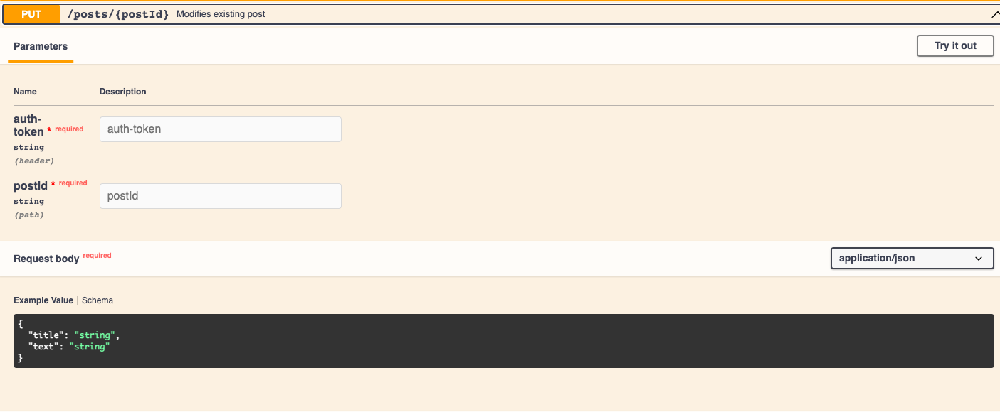 PUT /posts/{postId} Modifies existing post
Parameters
Try it out
Name Description
auth-
token * required
string
(header)
auth-token
postId * required
string
(path)
postId
Request body required
application/json
Example Value Schema
{
  "title": "string",
  "text": "string"
}